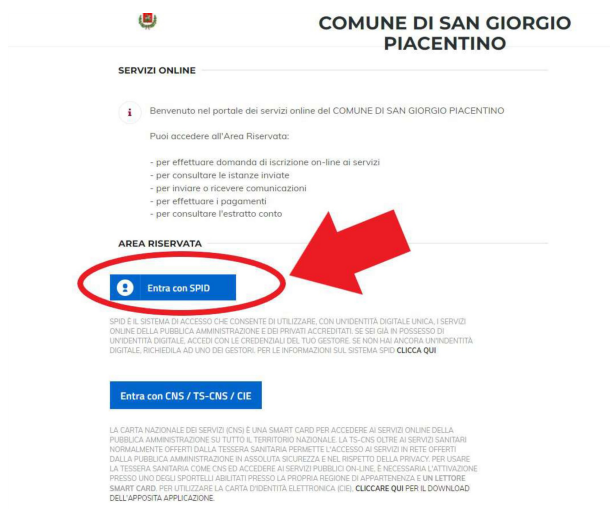 COMUNE DI SAN GIORGIO
PIACENTINO
SERVIZI ONLINE
Benvenuto nel portale dei servizi online del COMUNE DI SAN GIORGIO PIACENTINO
Puoi accedere all'Area Riservata:
- per effettuare domanda di iscrizione on-line ai servizi
- per consultare le istanze inviate
- per inviare o ricevere comunicazioni
- per effettuare i pagamenti
- per consultare l'estratto conto
AREA RISERVATA
Entra con SPID
SPID È IL SISTEMA DI ACCESSO CHE CONSENTE DI UTILIZZARE, CON UN'IDENTITÀ DIGITALE UNICA, I SERVIZI
ONLINE DELLA PUBBLICA AMMINISTRAZIONE E DEI PRIVATI ACCREDITATI. SE SEI GIÀ IN POSSESSO DI
UN'IDENTITÀ DIGITALE, ACCEDI CON LE CREDENZIALI DEL TUO GESTORE. SE NON HAI ANCORA UN'INDENTITÀ
DIGITALE, RICHIEDILA AD UNO DEI GESTORI. PER LE INFORMAZIONI SUL SISTEMA SPID CLICCA QUI
Entra con CNS / TS-CNS / CIE
LA CARTA NAZIONALE DEI SERVIZI (CNS) È UNA SMART CARD PER ACCEDERE AI SERVIZI ONLINE DELLA
PUBBLICA AMMINISTRAZIONE SU TUTTO IL TERRITORIO NAZIONALE. LA TS-CNS OLTRE AI SERVIZI SANITARI
NORMALMENTE OFFERTI DALLA TESSERA SANITARIA PERMETTE L'ACCESSO AI SERVIZI IN RETE OFFERTI
DALLA PUBBLICA AMMINISTRAZIONE IN ASSOLUTA SICUREZZA E NEL RISPETTO DELLA PRIVACY. PER USARE
LA TESSERA SANITARIA COME CNS ED ACCEDERE AI SERVIZI PUBBLICI ON-LINE, È NECESSARIA L'ATTIVAZIONE
PRESSO UNO DEGLI SPORTELLI ABILITATI PRESSO LA PROPRIA REGIONE DI APPARTENENZA E UN LETTORE
SMART CARD. PER UTILIZZARE LA CARTA D'IDENTITÀ ELETTRONICA (CIE), CLICCARE QUI PER IL DOWNLOAD
DELL'APPOSITA APPLICAZIONE.